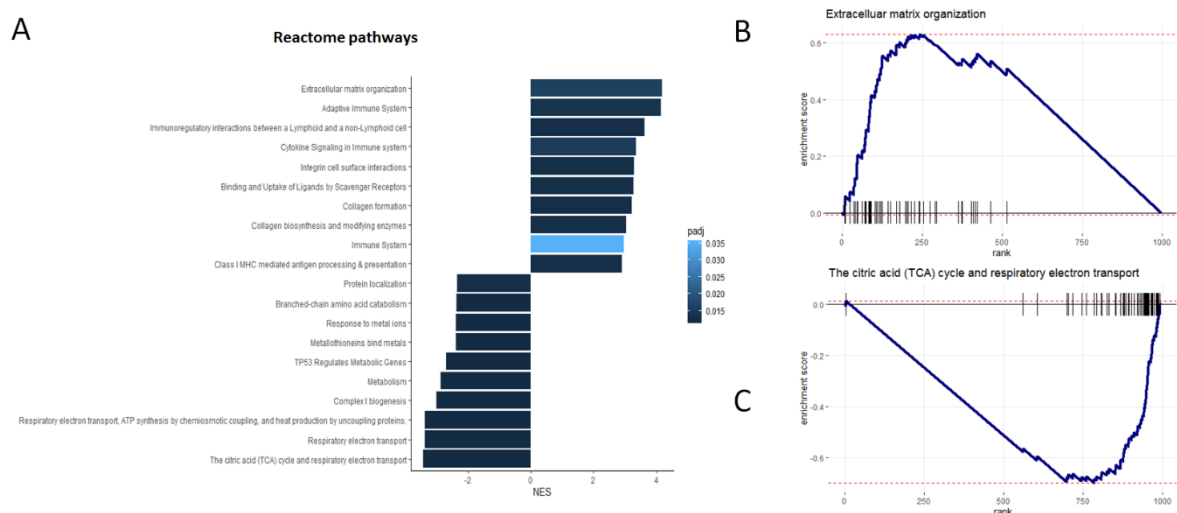 A
Reactome pathways
Extracellular matrix organization
Adaptive Immune System
Immunoregulatory interactions between a Lymphoid and a non-Lymphoid cell
Cytokine Signaling in Immune system
Integrin cell surface interactions
Binding and Uptake of Ligands by Scavenger Receptors
Collagen formation
Collagen biosynthesis and modifying enzymes
Immune System
Class I MHC mediated antigen processing & presentation
Protein localization
Branched-chain amino acid catabolism
Response to metal ions
Metallothioneins bind metals
TP53 Regulates Metabolic Genes
Metabolism
Complex I biogenesis
Respiratory electron transport, ATP synthesis by chemiosmotic coupling, and heat production by uncoupling proteins.
Respiratory electron transport
The citric acid (TCA) cycle and respiratory electron transport
-2 0 2 4
NES
padj
0.035
0.030
0.025
0.020
0.015
B
Extracelluar matrix organization
0.6
0.4
0.2
0.0
enrichment score
0 250 500 750 1000
rank
C
The citric acid (TCA) cycle and respiratory electron transport
0.0
-0.2
-0.4
-0.6
enrichment score
0 250 500 750 1000
rank